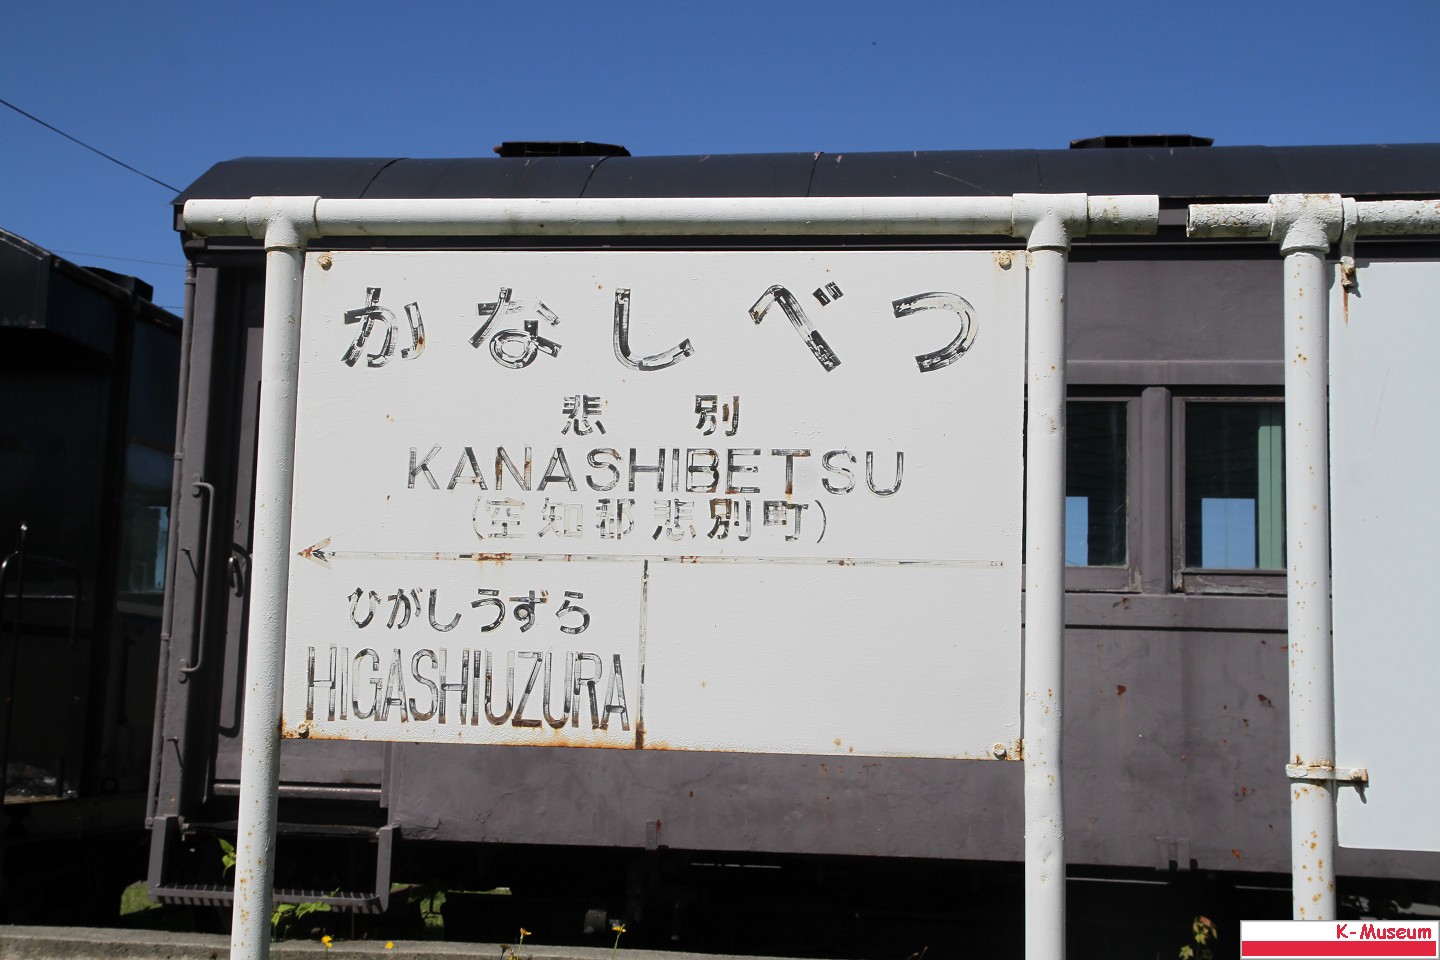 かなしべつ
悲別
KANASHIBETSU
(空知郡悲別町)
ひがしうずら
HIGASHIUZURA
K-Museum